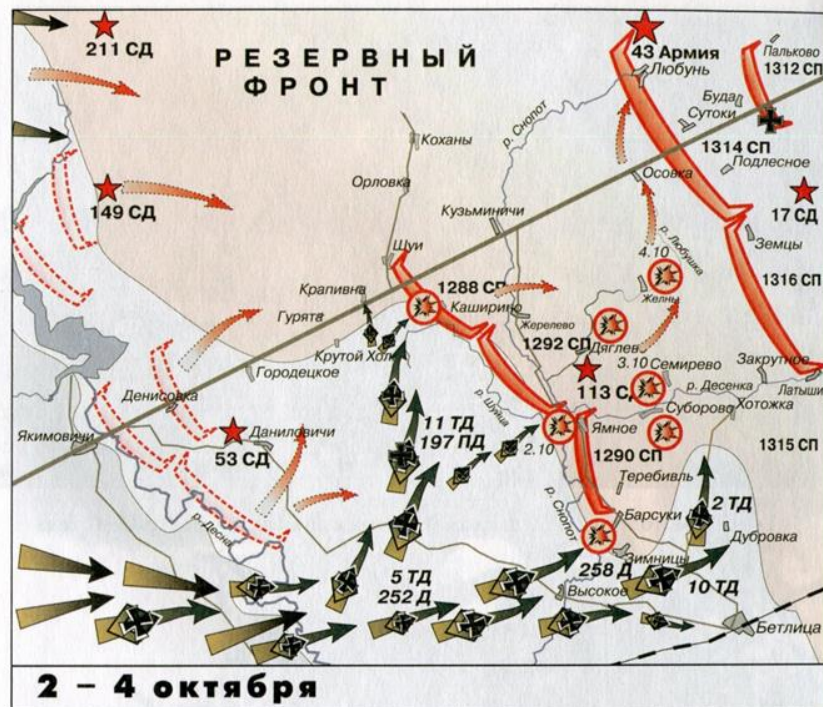 211 СД
РЕЗЕРВНЫЙ
ФРОНТ
43 Армия
Любунь
Пальково
1312 СП
Буда
Сутоки
1314 СП
Подлесное
р. Снопот
Коханы
Орловка
Осовка
149 СД
Кузьминичи
17 СД
Земцы
р. Любушка
4.10
Шуи
1288 СП
1316 СП
Крапивна
Каширино
Желны
Гурята
Жерелево
1292 СП
Дяглев
Крутой Хол
Городецкое
3.10
Семирево
Закрутное
113 СД
р. Десенка
Латыши
Денисовка
р. Шуйца
Суборово
Хотожка
Якимовичи
Даниловичи
11 ТД
197 ПД
2.10
Ямное
53 СД
1290 СП
1315 СП
Теребивль
2 ТД
р. Десна
р. Снопот
Барсуки
Дубровка
Зимницы
5 ТД
252 Д
258 Д
10 ТД
Высокое
Бетлица
2 – 4 октября